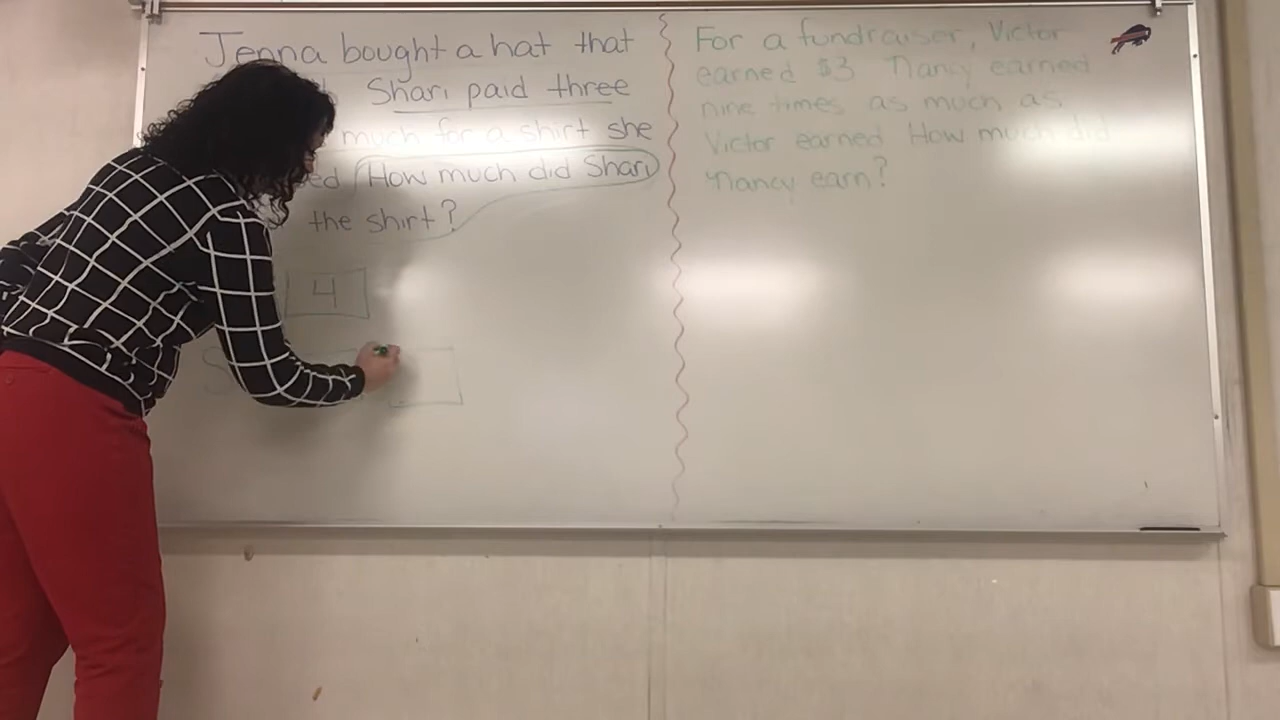 Jenna bought a hat that
Shari paid three
much for a shirt she
How much did Shari
the shirt?
4
S
For a fundraiser, Victor
earned $3 Nancy earned
nine times as much as
Victor earned How much did
Nancy earn?